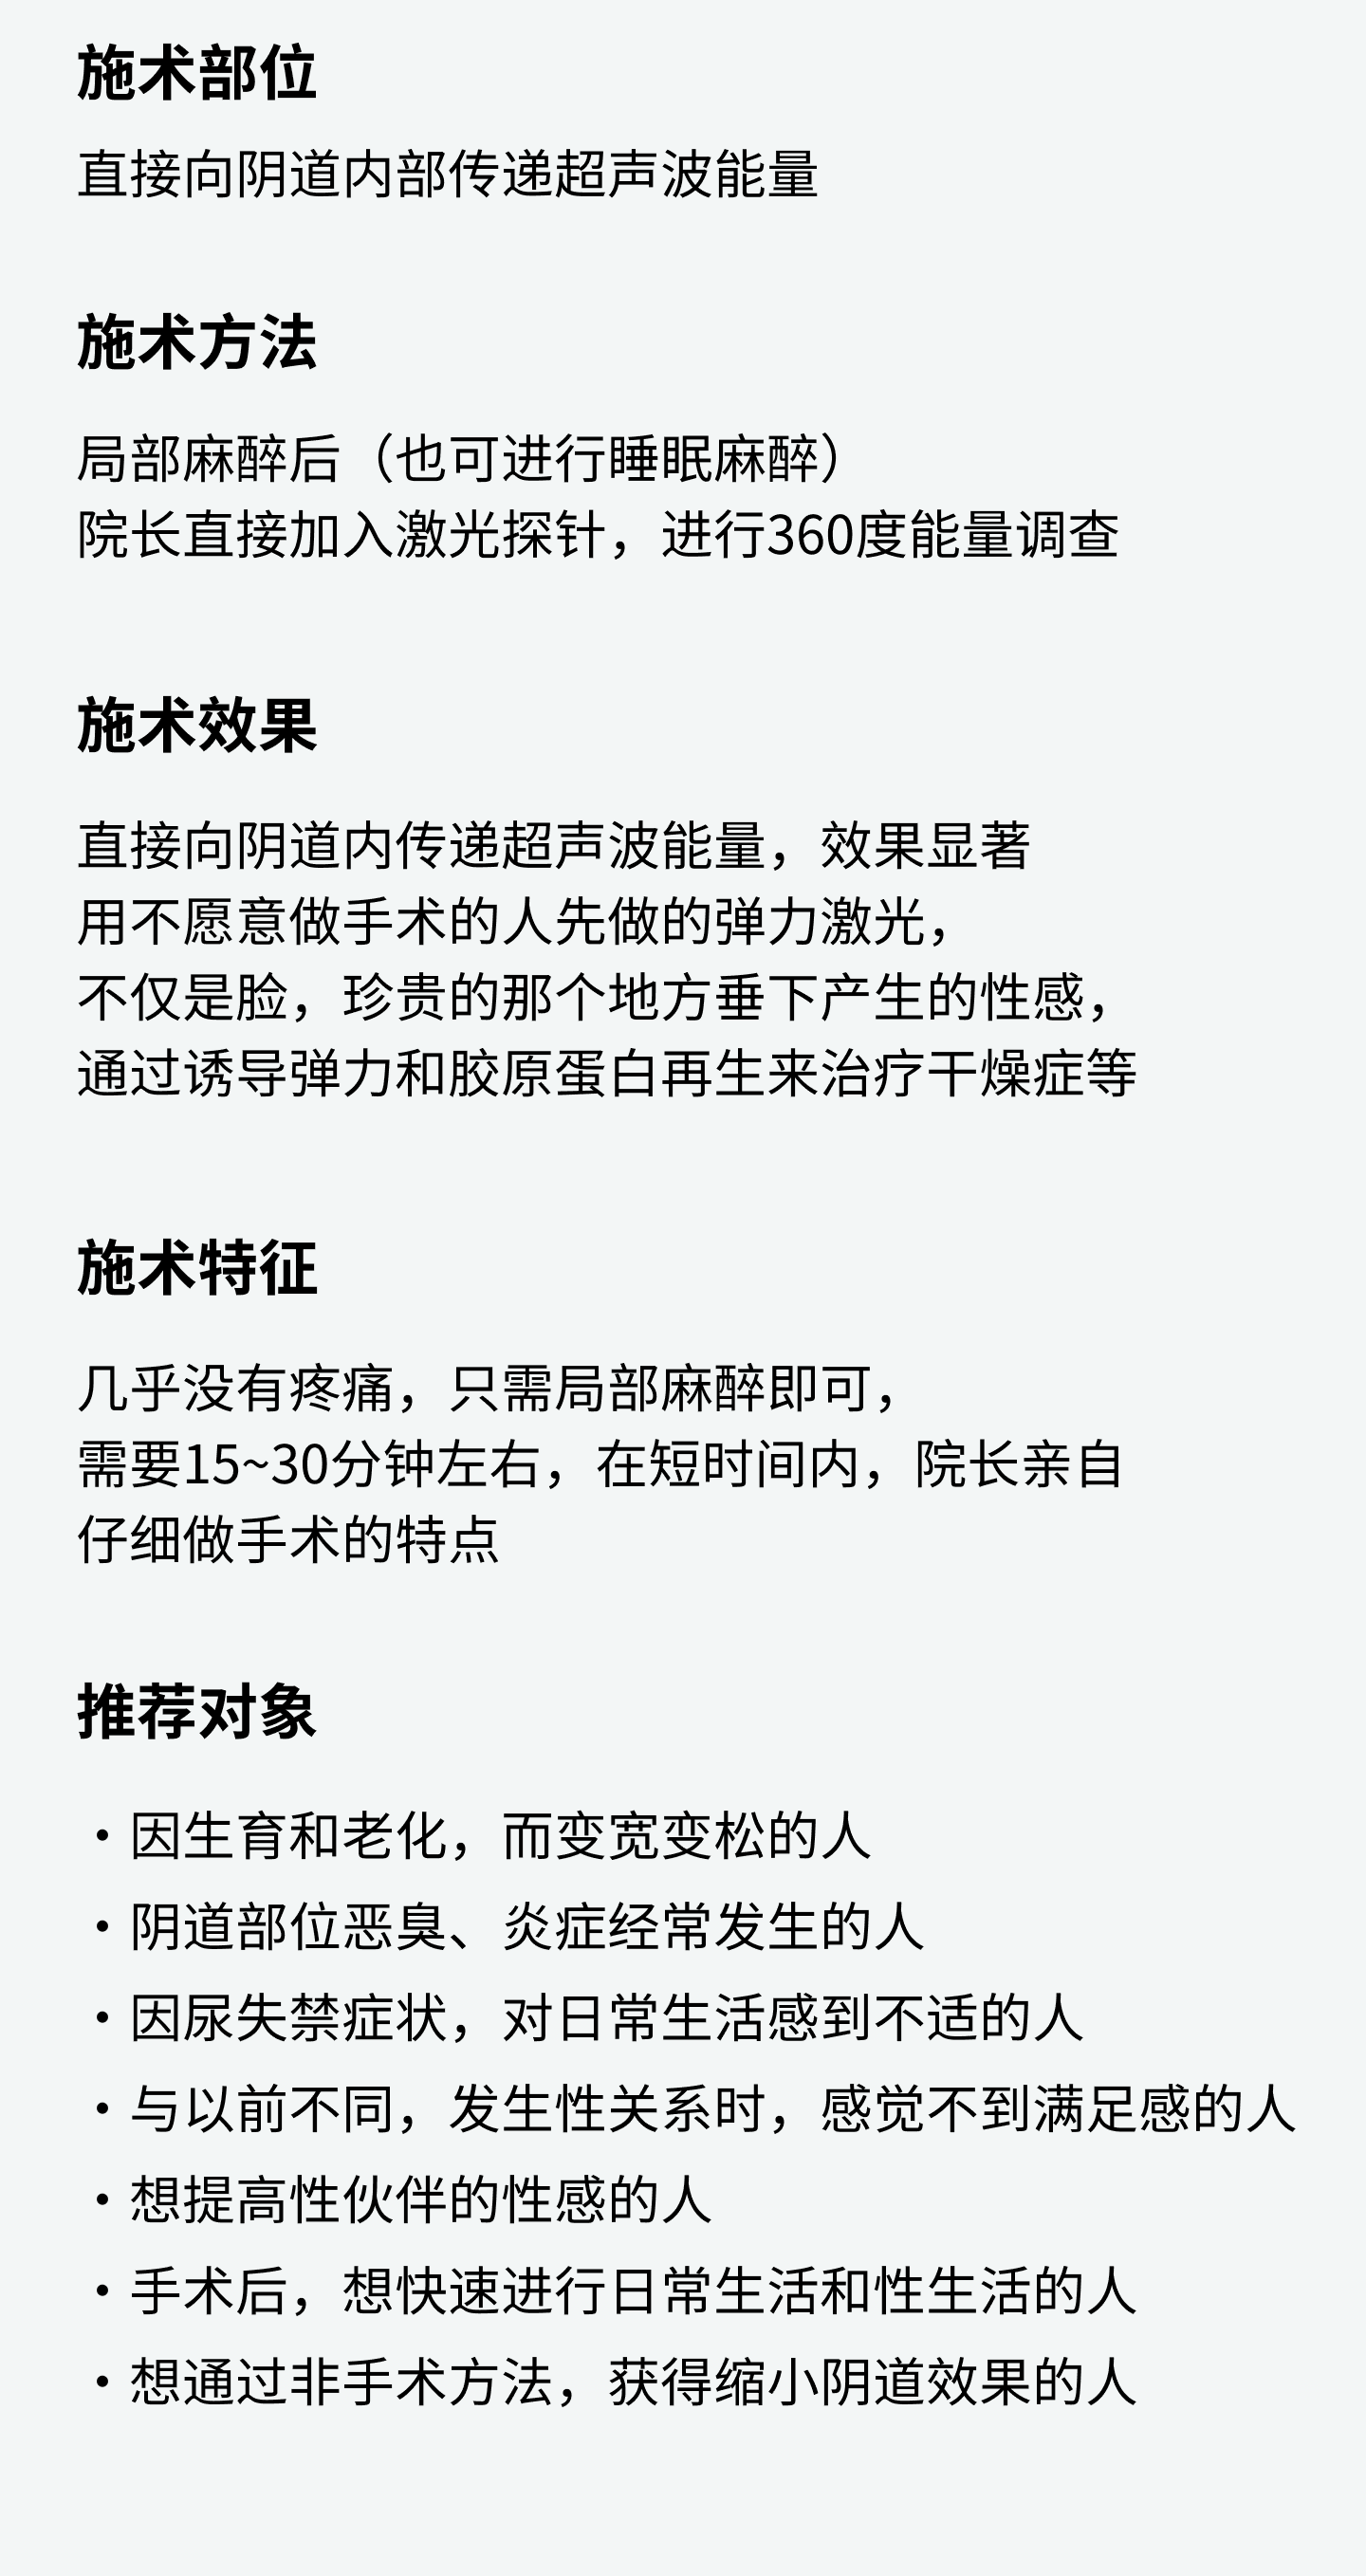 施术部位
直接向阴道内部传递超声波能量
施术方法
局部麻醉后（也可进行睡眠麻醉）
院长直接加入激光探针，进行360度能量调查
施术效果
直接向阴道内传递超声波能量，效果显著
用不愿意做手术的人先做的弹力激光，
不仅是脸，珍贵的那个地方垂下产生的性感，
通过诱导弹力和胶原蛋白再生来治疗干燥症等
施术特征
几乎没有疼痛，只需局部麻醉即可，
需要15~30分钟左右，在短时间内，院长亲自
仔细做手术的特点
推荐对象
・因生育和老化，而变宽变松的人
・阴道部位恶臭、炎症经常发生的人
・因尿失禁症状，对日常生活感到不适的人
・与以前不同，发生性关系时，感觉不到满足感的人
・想提高性伙伴的性感的人
・手术后，想快速进行日常生活和性生活的人
・想通过非手术方法，获得缩小阴道效果的人